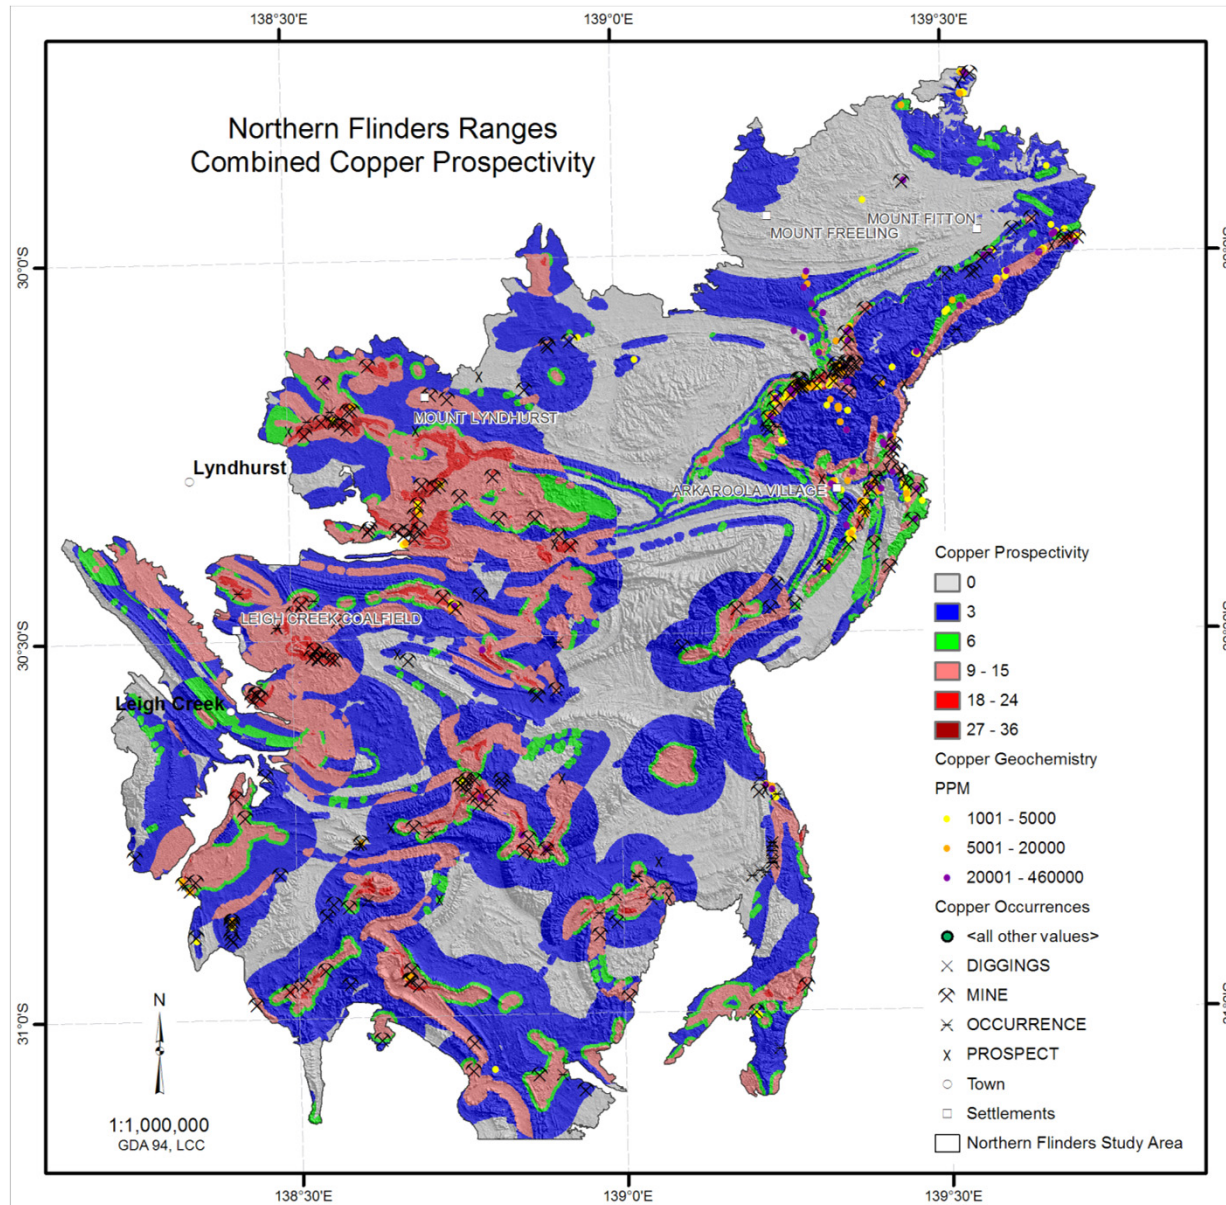 138°30'E 139°0'E 139°30'E
Northern Flinders Ranges
Combined Copper Prospectivity
MOUNT FITTON
MOUNT FREELING
30°0'S
MOUNT LYNDHURST
Lyndhurst
ARKAROOLA VILLAGE
LEIGH CREEK COALFIELD
30°30'S
Leigh Creek
Copper Prospectivity
0
3
6
9 - 15
18 - 24
27 - 36
Copper Geochemistry
PPM
1001 - 5000
5001 - 20000
20001 - 460000
Copper Occurrences
<all other values>
DIGGINGS
MINE
OCCURRENCE
PROSPECT
Town
Settlements
Northern Flinders Study Area
N
31°0'S
1:1,000,000
GDA 94, LCC
138°30'E 139°0'E 139°30'E